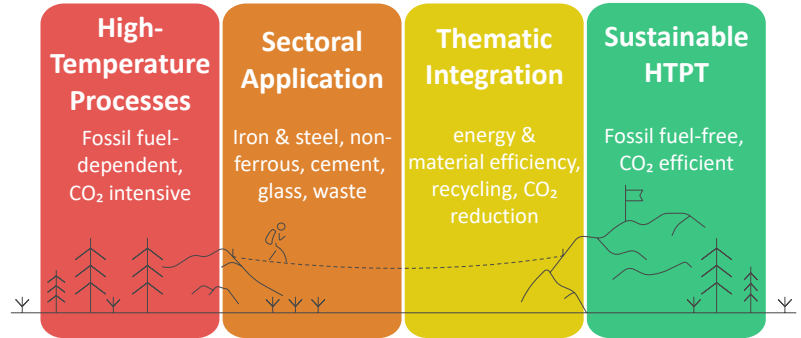 High-
Temperature
Processes
Fossil fuel-
dependent,
CO₂ intensive
Sectoral
Application
Iron & steel, non-
ferrous, cement,
glass, waste
Thematic
Integration
energy &
material efficiency,
recycling, CO₂
reduction
Sustainable
HTPT
Fossil fuel-free,
CO₂ efficient